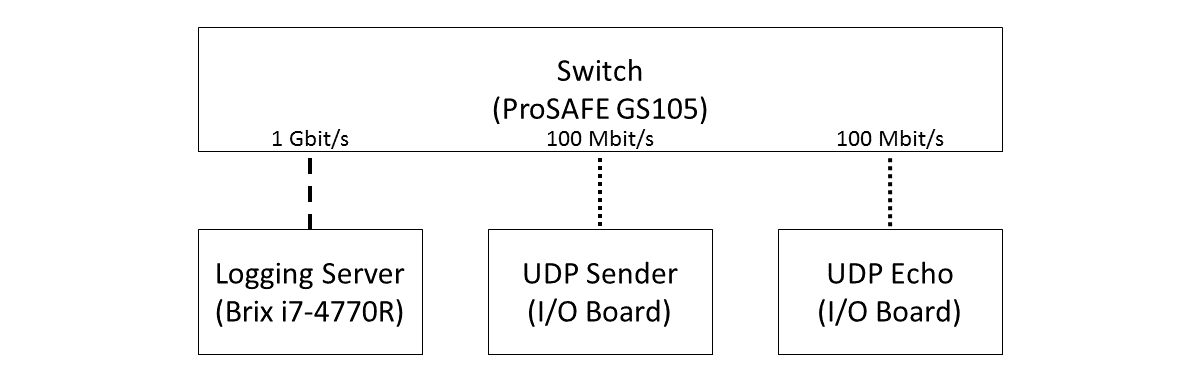 Switch
(ProSAFE GS105)
1 Gbit/s 100 Mbit/s 100 Mbit/s
Logging Server
(Brix i7-4770R)
UDP Sender
(I/O Board)
UDP Echo
(I/O Board)